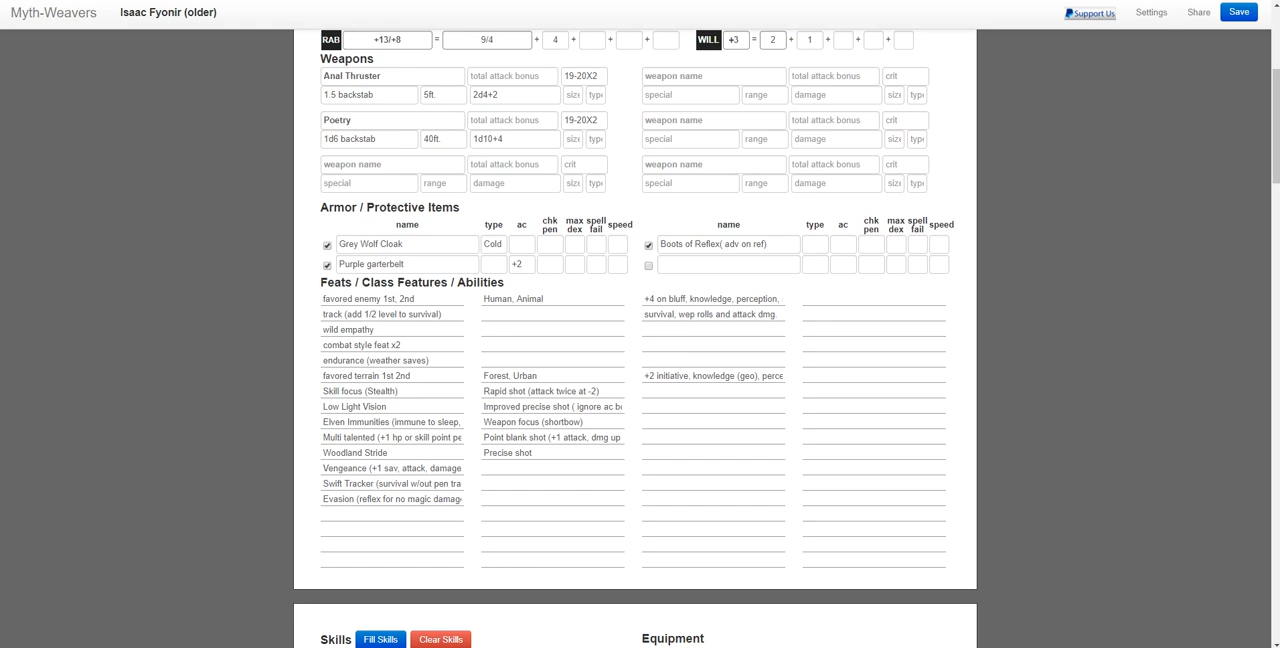 Myth-Weavers Isaac Fyonir (older) Support Us Settings Share Save
RAB +13/+8 = 9/4 + 4 + + + WILL +3 = 2 + 1 + + +
Weapons
Anal Thruster total attack bonus 19-20X2 weapon name total attack bonus crit
1.5 backstab 5ft. 2d4+2 size type special range damage size type
Poetry total attack bonus 19-20X2 weapon name total attack bonus crit
1d6 backstab 40ft. 1d10+4 size type special range damage size type
weapon name total attack bonus crit weapon name total attack bonus crit
special range damage size type special range damage size type
Armor / Protective Items
name type ac chk pen max dex spell fail speed name type ac chk pen max dex spell fail speed
Grey Wolf Cloak Cold Boots of Reflex( adv on ref)
Purple garterbelt +2
Feats / Class Features / Abilities
favored enemy 1st, 2nd Human, Animal +4 on bluff, knowledge, perception,
track (add 1/2 level to survival) survival, wep rolls and attack dmg.
wild empathy
combat style feat x2
endurance (weather saves)
favored terrain 1st 2nd Forest, Urban +2 initiative, knowledge (geo), perce
Skill focus (Stealth) Rapid shot (attack twice at -2)
Low Light Vision Improved precise shot ( ignore ac b
Elven Immunities (immune to sleep, Weapon focus (shortbow)
Multi talented (+1 hp or skill point pe Point blank shot (+1 attack, dmg up
Woodland Stride Precise shot
Vengeance (+1 sav, attack, damage
Swift Tracker (survival w/out pen tra
Evasion (reflex for no magic damag
Skills Fill Skills Clear Skills Equipment